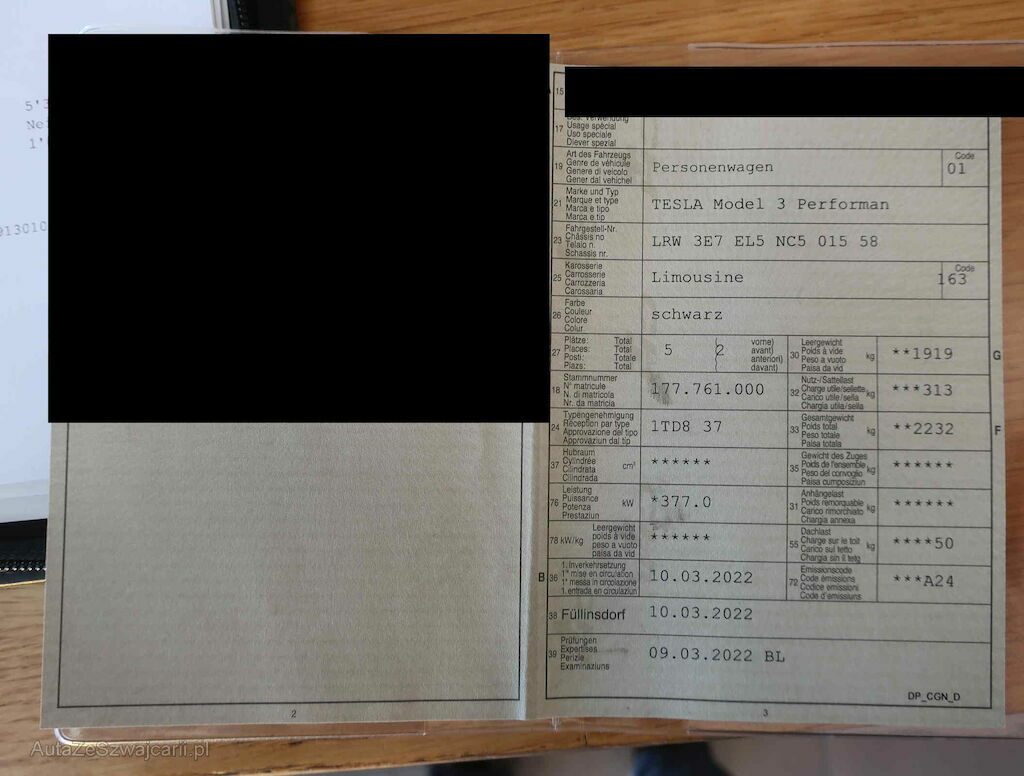 5'3
Net
1'
913010
15
17 Bes. Verwendung
Usage spécial
Uso speciale
Diever spezial
19 Art des Fahrzeugs
Genre de véhicule
Genere di veicolo
Gener dal vehichel
Personenwagen
Code
01
21 Marke und Typ
Marque et type
Marca e tipo
Marca e tip
TESLA Model 3 Performan
23 Fahrgestell-Nr.
Châssis no
Telaio n.
Schassis nr.
LRW 3E7 EL5 NC5 015 58
25 Karosserie
Carrosserie
Carrozzeria
Carossaria
Limousine
Code
163
26 Farbe
Couleur
Colore
Colur
schwarz
27 Plätze: Total
Places: Total
Posti: Totale
Plazs: Total
5 2
vorne)
avant)
anteriori)
davant)
30 Leergewicht
Poids à vide
Peso a vuoto
Paisa da vid
kg
**1919
G
18 Stammnummer
N° matricule
N. di matricola
Nr. da matricla
177.761.000
32 Nutz-/Sattellast
Charge utile/sellette
Carico utile/sella
Chargia utila/sella
kg
***313
24 Typengenehmigung
Réception par type
Approvazione del tipo
Approvaziun dal tip
1TD8 37
33 Gesamtgewicht
Poids total
Peso totale
Paisa totala
kg
**2232
F
37 Hubraum
Cylindrée
Cilindrata
Cilindrada
cm³
******
35 Gewicht des Zuges
Poids de l'ensemble
Peso del convoglio
Paisa cumposiziun
kg
******
76 Leistung
Puissance
Potenza
Prestaziun
kW
*377.0
31 Anhängelast
Poids remorquable
Carico rimorchiato
Chargia annexa
kg
******
78 kW/kg
Leergewicht
poids à vide
peso a vuoto
paisa da vid
******
55 Dachlast
Charge sur le toit
Carico sul tetto
Chargia sin il tetg
kg
****50
B 36 1. Inverkehrsetzung
1re mise en circulation
1a messa in circolazione
1. entrada en circulaziun
10.03.2022
72 Emissionscode
Code émissions
Codice emissioni
Code d'emissiuns
***A24
38 Füllinsdorf
10.03.2022
39 Prüfungen
Expertises
Perizie
Examinaziuns
09.03.2022 BL
DP_CGN_D
2
3
AutaZeSzwajcarii.pl